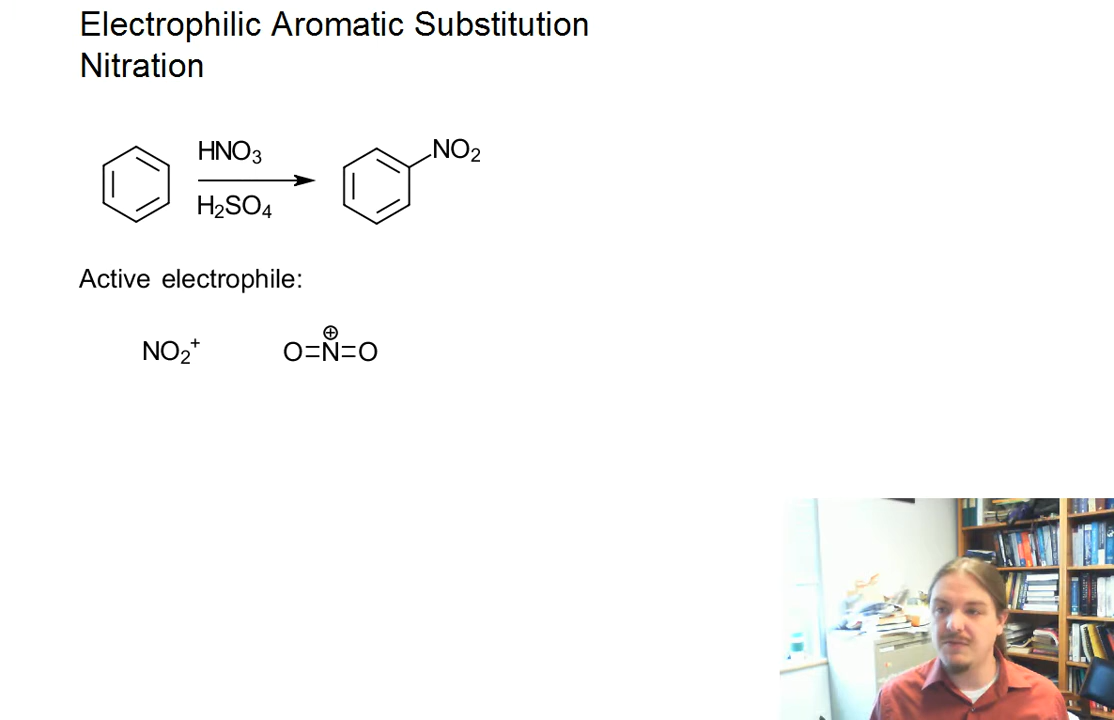 Electrophilic Aromatic Substitution
Nitration
HNO₃
H₂SO₄
NO₂
Active electrophile:
NO₂⁺ O=N⊕=O